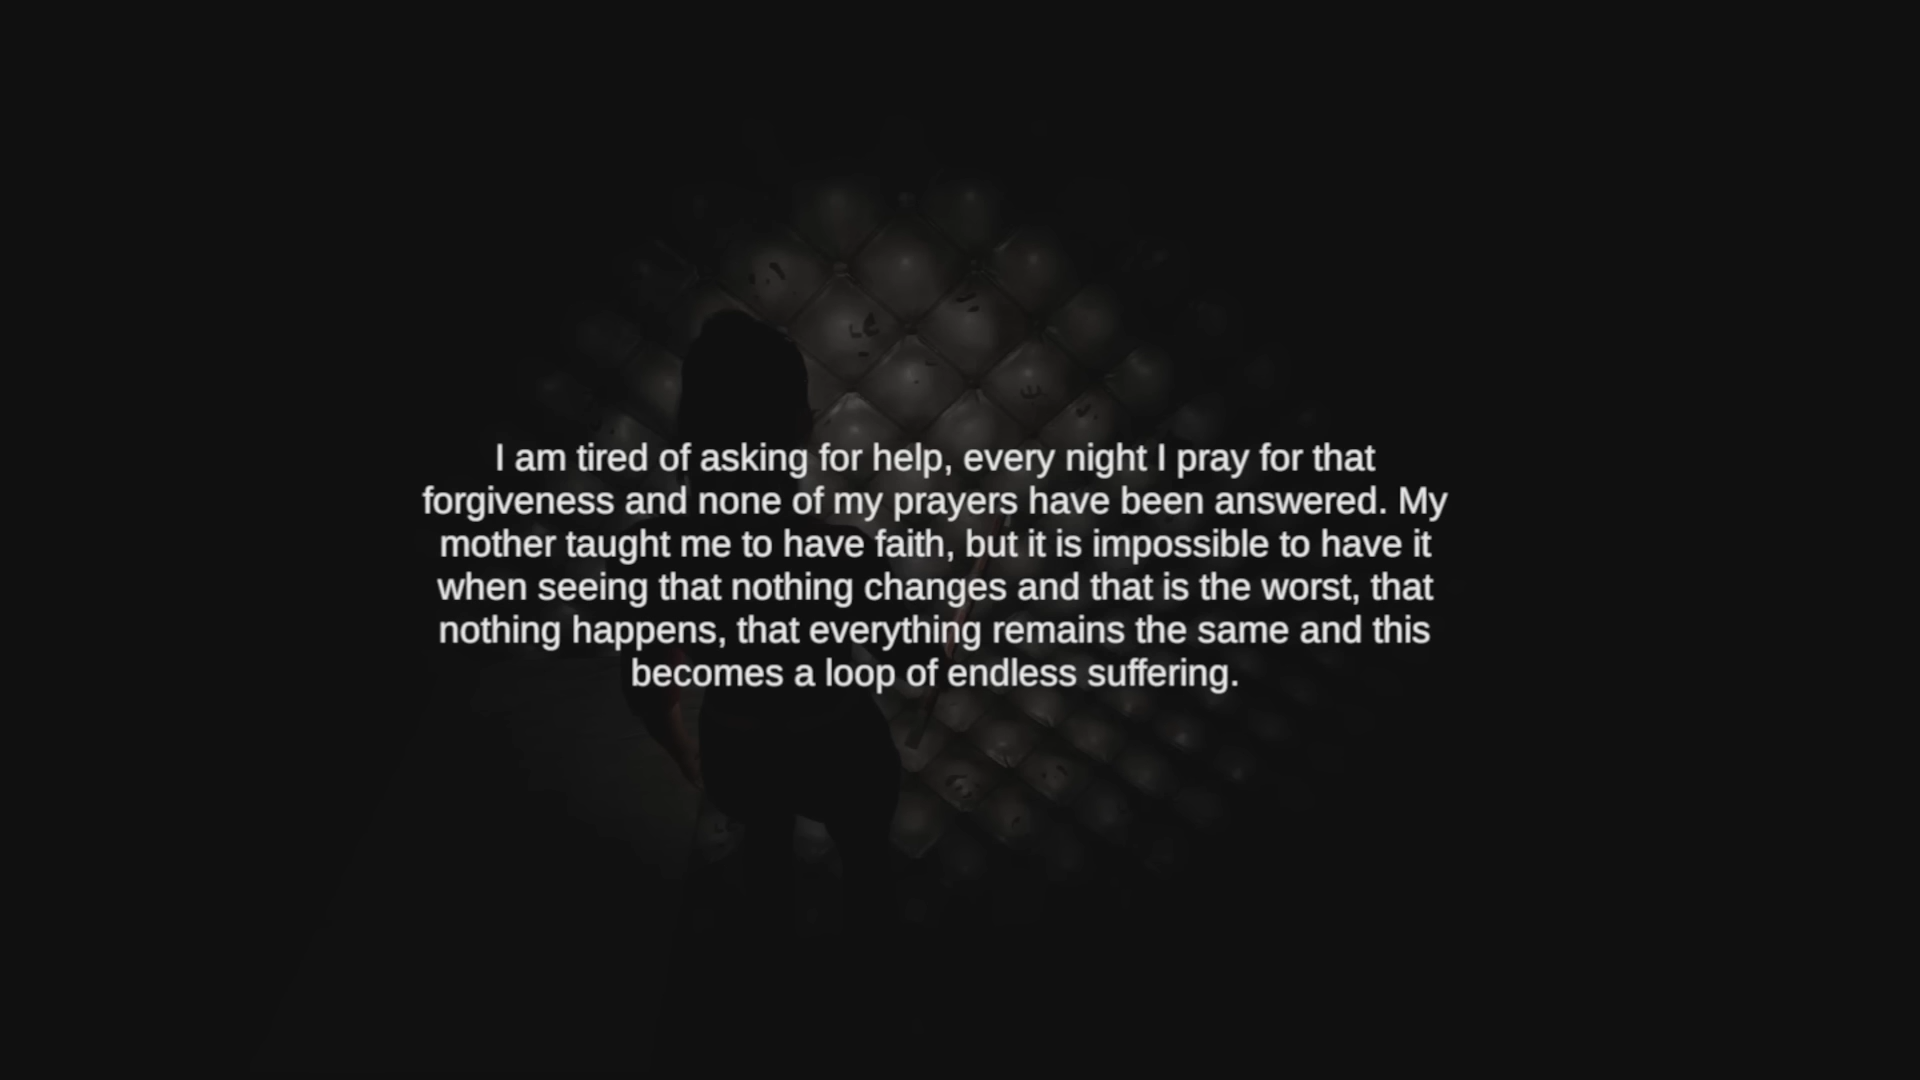 I am tired of asking for help, every night I pray for that
forgiveness and none of my prayers have been answered. My
mother taught me to have faith, but it is impossible to have it
when seeing that nothing changes and that is the worst, that
nothing happens, that everything remains the same and this
becomes a loop of endless suffering.